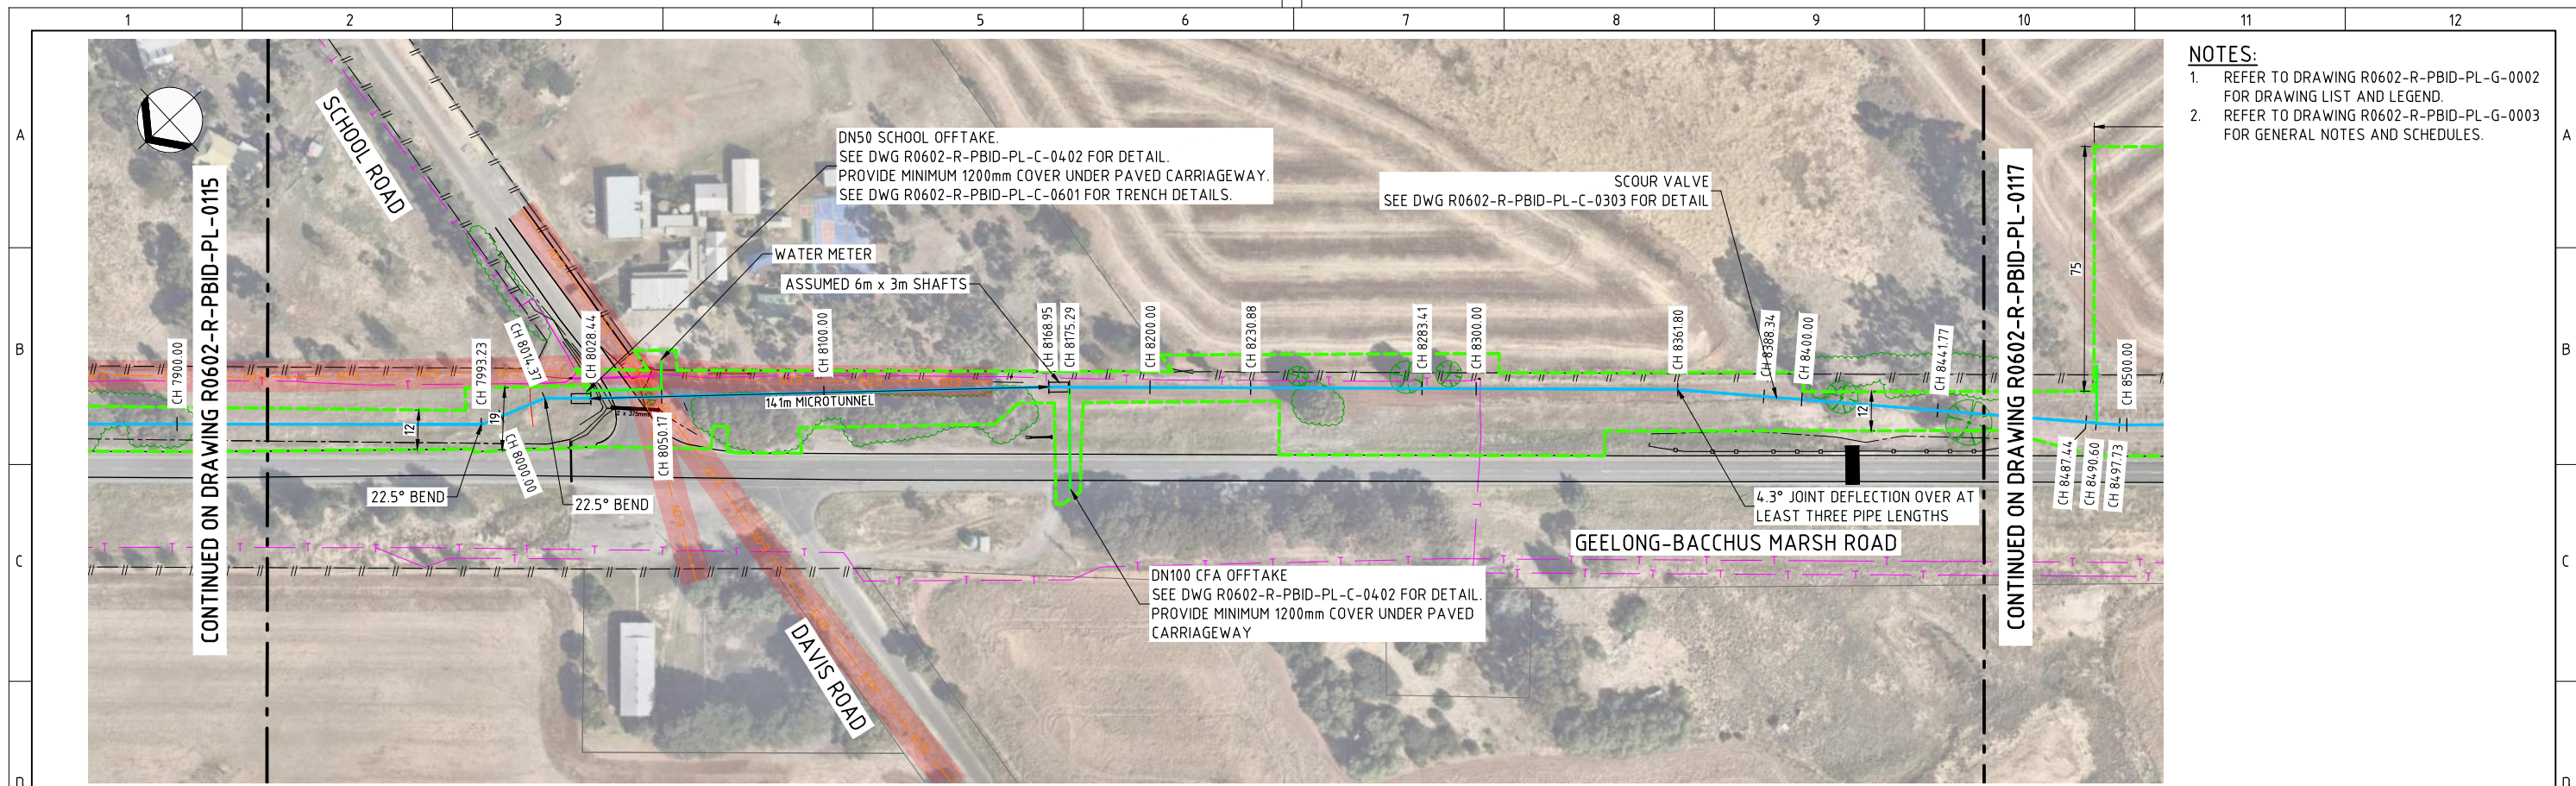 1 2 3 4 5 6 7 8 9 10 11 12
A
B
C
D
A
B
C
D
NOTES:
1. REFER TO DRAWING R0602-R-PBID-PL-G-0002
FOR DRAWING LIST AND LEGEND.
2. REFER TO DRAWING R0602-R-PBID-PL-G-0003
FOR GENERAL NOTES AND SCHEDULES.
CONTINUED ON DRAWING R0602-R-PBID-PL-0115
SCHOOL ROAD
DN50 SCHOOL OFFTAKE.
SEE DWG R0602-R-PBID-PL-C-0402 FOR DETAIL.
PROVIDE MINIMUM 1200mm COVER UNDER PAVED CARRIAGEWAY.
SEE DWG R0602-R-PBID-PL-C-0601 FOR TRENCH DETAILS.
WATER METER
ASSUMED 6m x 3m SHAFTS
SCOUR VALVE
SEE DWG R0602-R-PBID-PL-C-0303 FOR DETAIL
CONTINUED ON DRAWING R0602-R-PBID-PL-0117
75
CH 7900.00
CH 7993.23
CH 8000.00
CH 8014.37
CH 8028.44
CH 8050.17
CH 8100.00
CH 8168.95
CH 8175.29
CH 8200.00
CH 8230.88
CH 8283.41
CH 8300.00
CH 8361.80
CH 8388.34
CH 8400.00
CH 8441.77
CH 8487.44
CH 8490.60
CH 8497.73
CH 8500.00
12
19
2 x 375mm
141m MICROTUNNEL
12
22.5° BEND
22.5° BEND
4.3° JOINT DEFLECTION OVER AT
LEAST THREE PIPE LENGTHS
GEELONG-BACCHUS MARSH ROAD
DN100 CFA OFFTAKE
SEE DWG R0602-R-PBID-PL-C-0402 FOR DETAIL.
PROVIDE MINIMUM 1200mm COVER UNDER PAVED
CARRIAGEWAY
DAVIS ROAD